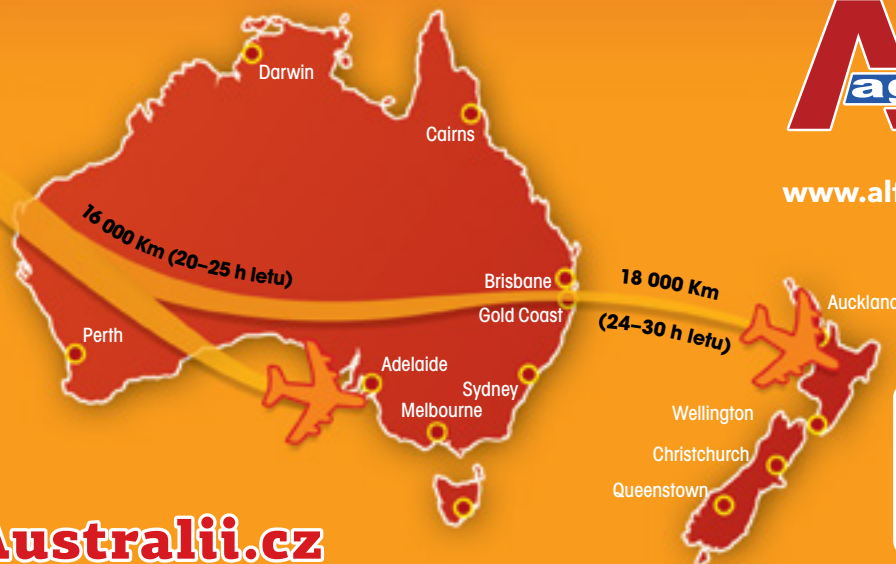 Darwin
Cairns
www.alf
16 000 Km (20–25 h letu)
Brisbane
18 000 Km
Gold Coast
(24–30 h letu)
Auckland
Perth
Adelaide
Sydney
Melbourne
Wellington
Christchurch
Queenstown
Australii.cz